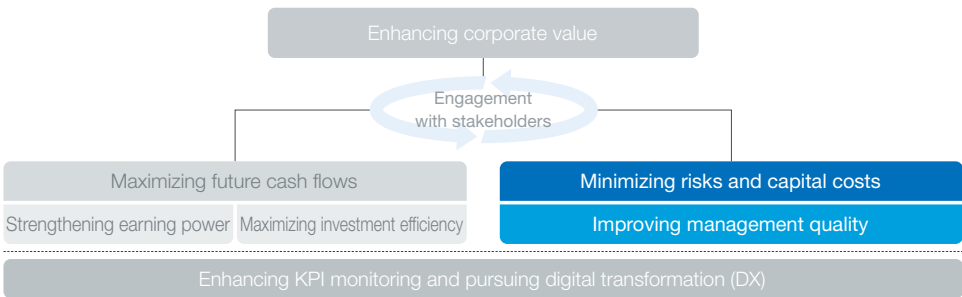 Enhancing corporate value
Engagement
with stakeholders
Maximizing future cash flows
Minimizing risks and capital costs
Strengthening earning power
Maximizing investment efficiency
Improving management quality
Enhancing KPI monitoring and pursuing digital transformation (DX)